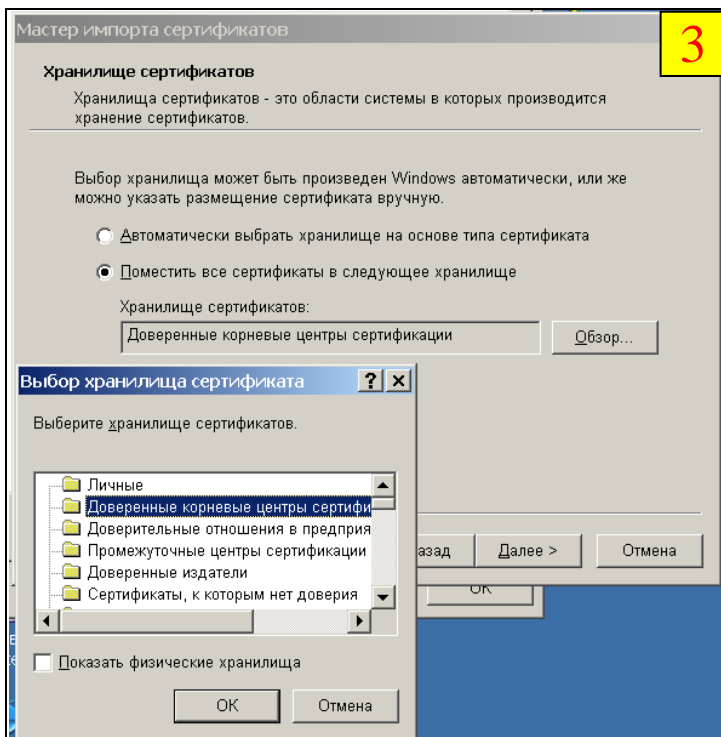 Мастер импорта сертификатов
3
Хранилище сертификатов
Хранилища сертификатов - это области системы в которых производится
хранение сертификатов.
Выбор хранилища может быть произведен Windows автоматически, или же
можно указать размещение сертификата вручную.
Автоматически выбрать хранилище на основе типа сертификата
Поместить все сертификаты в следующее хранилище
Хранилище сертификатов:
Доверенные корневые центры сертификации
Обзор...
Выбор хранилища сертификата
Выберите хранилище сертификатов.
Личные
Доверенные корневые центры сертифи
Доверительные отношения в предприя
Промежуточные центры сертификации
Доверенные издатели
Сертификаты, к которым нет доверия
азад
Далее >
Отмена
OK
Показать физические хранилища
OK
Отмена